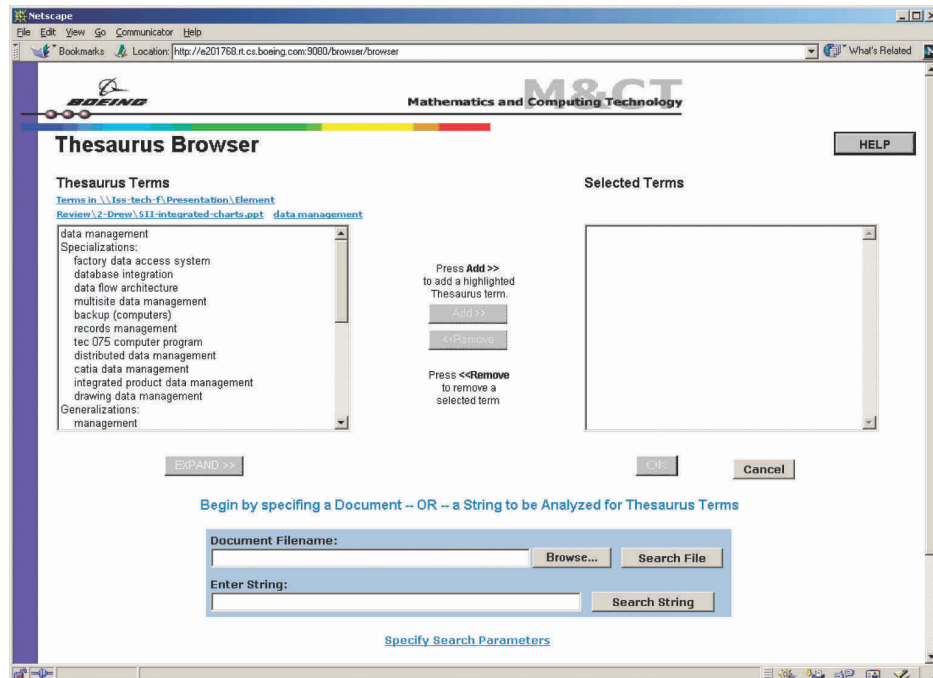 Netscape
File Edit View Go Communicator Help
Bookmarks Location: http://e201768.rt.cs.boeing.com:9080/browser/browser What's Related N
BOEING
M&CT
Mathematics and Computing Technology
Thesaurus Browser
HELP
Thesaurus Terms
Selected Terms
Terms in \\Iss-tech-f\Presentation\Element
Review\2-Drew\SII-integrated-charts.ppt data management
data management
Specializations:
factory data access system
database integration
data flow architecture
multisite data management
backup (computers)
records management
tec 075 computer program
distributed data management
catia data management
integrated product data management
drawing data management
Generalizations:
management
Press Add >>
to add a highlighted
Thesaurus term.
Add >>
<<Remove
Press <<Remove
to remove a
selected term
EXPAND >>
OK
Cancel
Begin by specifing a Document -- OR -- a String to be Analyzed for Thesaurus Terms
Document Filename:
Browse... Search File
Enter String:
Search String
Specify Search Parameters